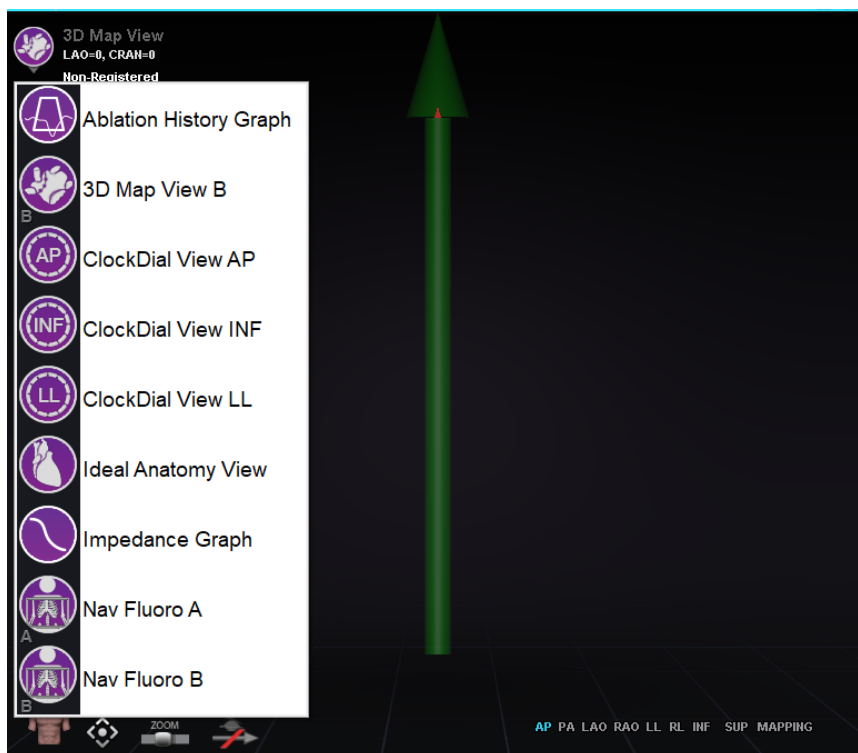 3D Map View
LAO=0, CRAN=0
Non-Registered
Ablation History Graph
3D Map View B
B
AP
ClockDial View AP
INF
ClockDial View INF
LL
ClockDial View LL
Ideal Anatomy View
Impedance Graph
Nav Fluoro A
A
Nav Fluoro B
B
ZOOM
AP PA LAO RAO LL RL INF SUP MAPPING